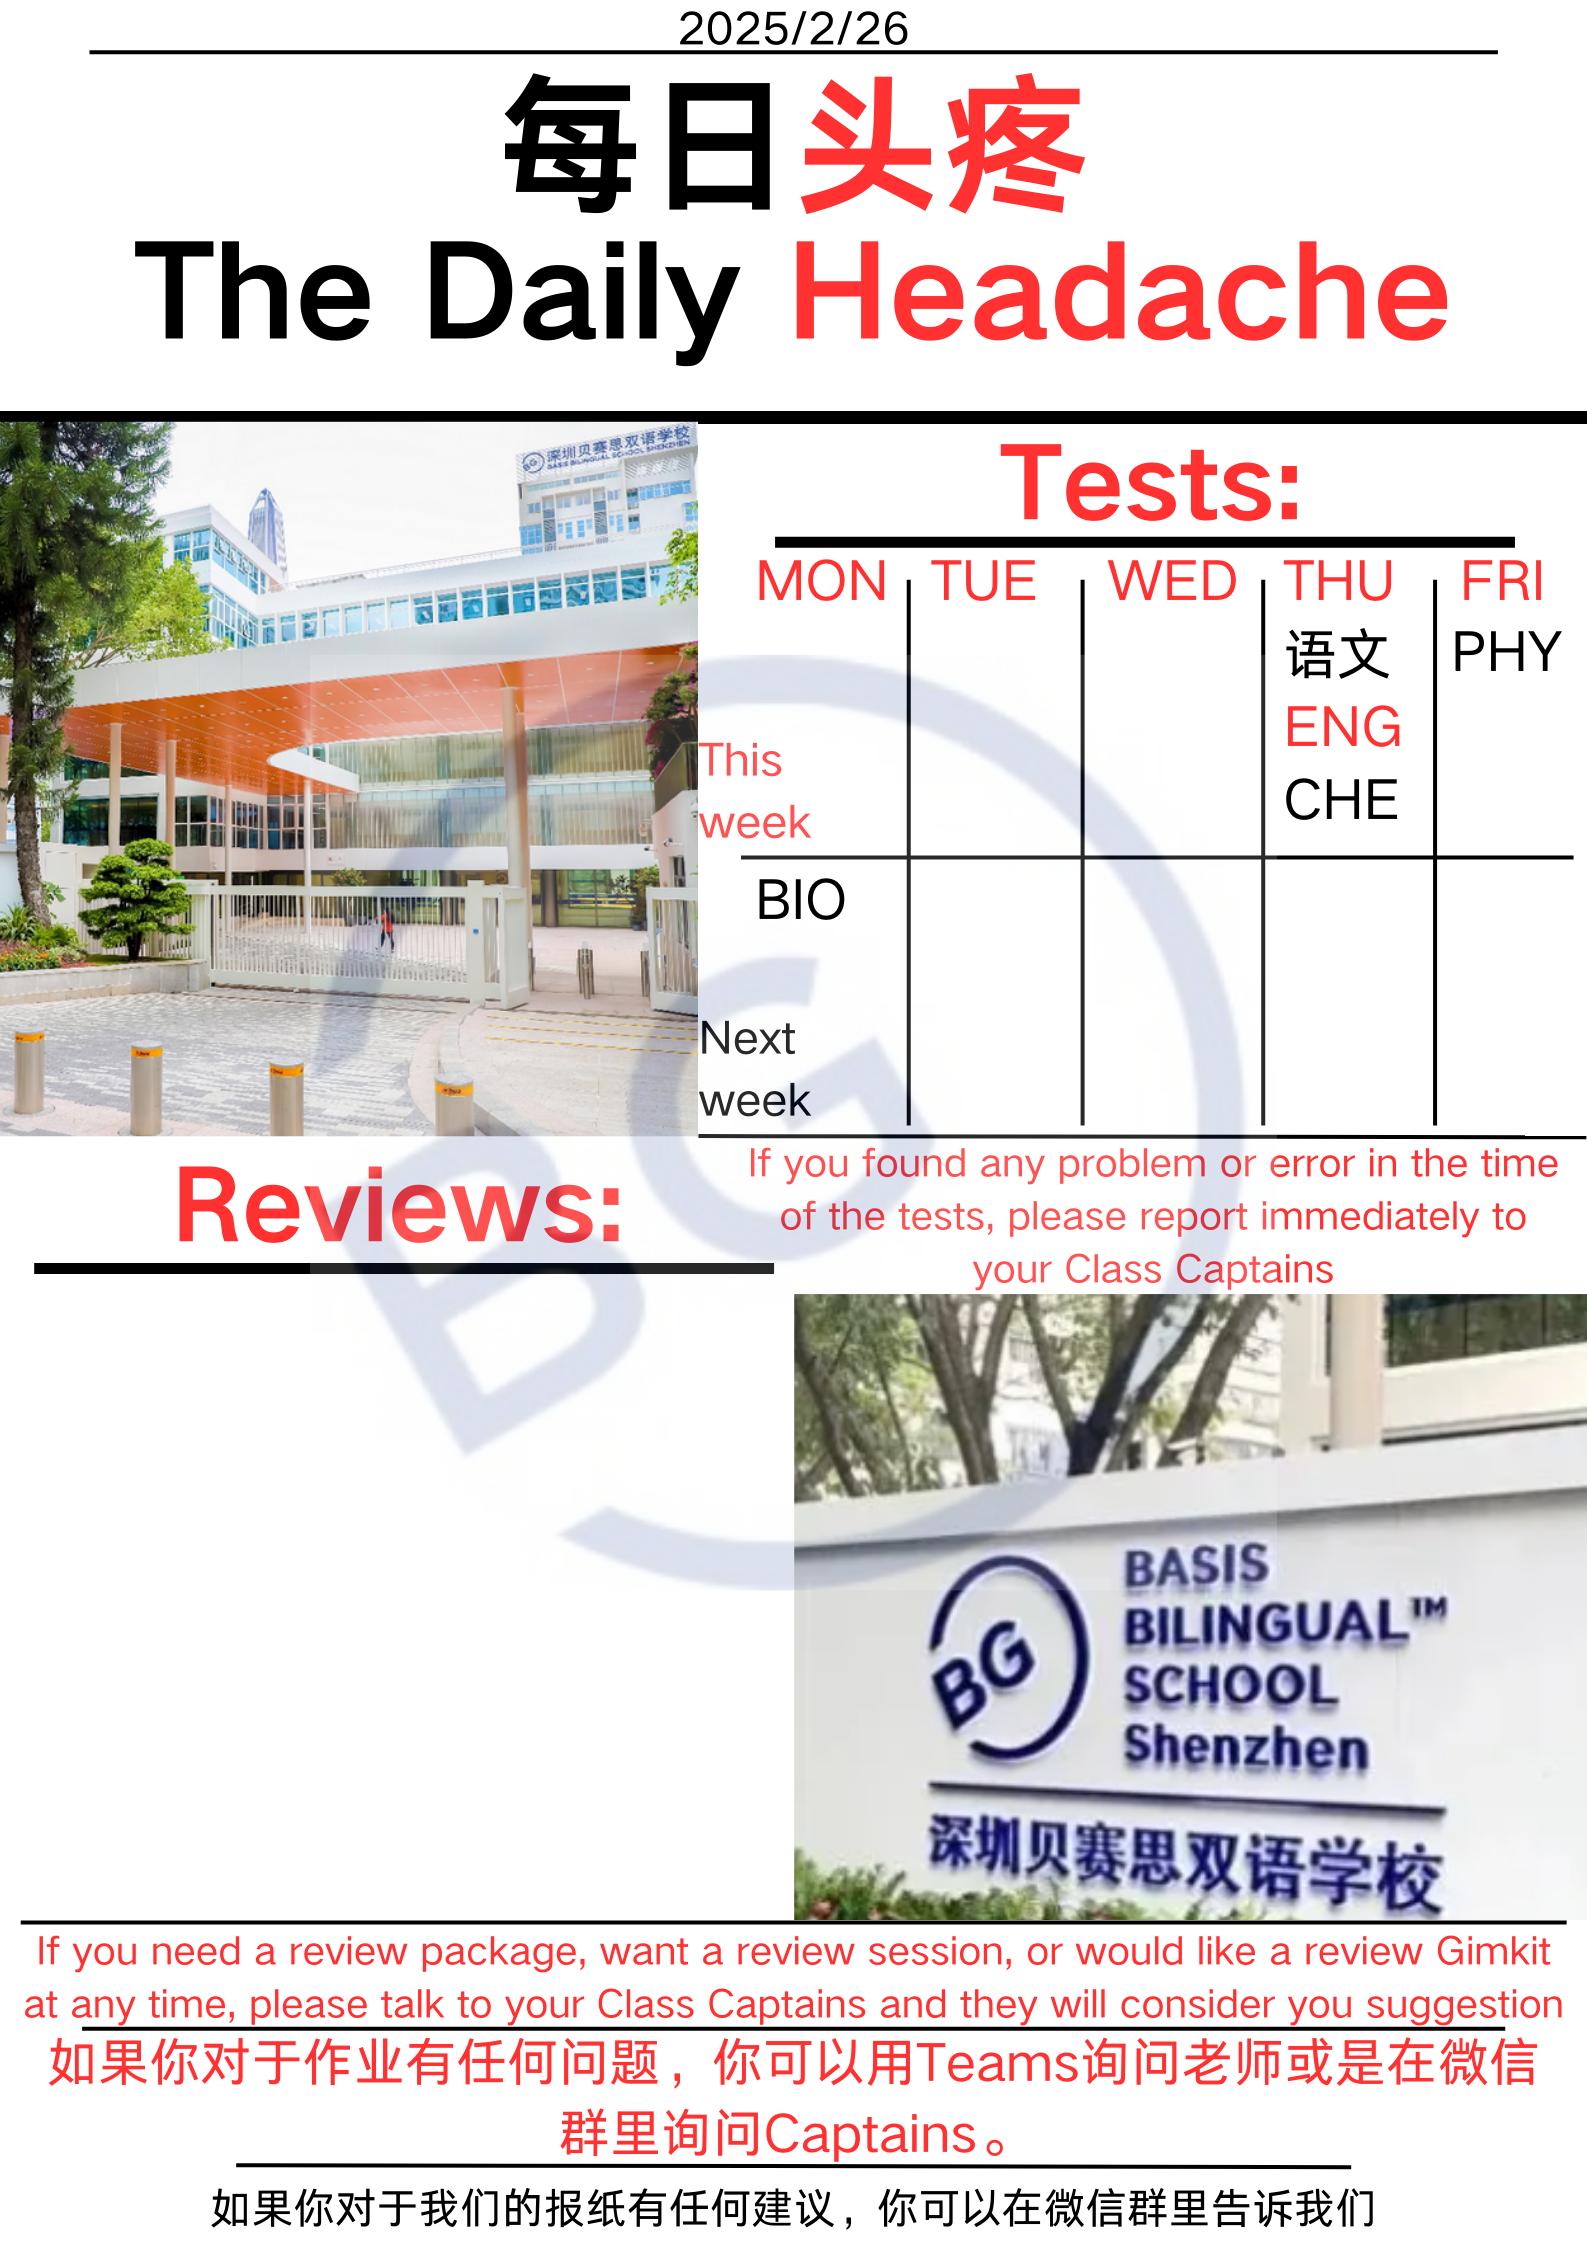 2025/2/26
每日头疼
The Daily Headache
深圳贝赛思双语学校
BASIS BILINGUAL SCHOOL SHENZHEN
Tests:
MON TUE WED THU FRI
语文 PHY
ENG
CHE
This
week
BIO
Next
week
If you found any problem or error in the time
of the tests, please report immediately to
your Class Captains
Reviews:
BG
BASIS
BILINGUAL™
SCHOOL
Shenzhen
BG
深圳贝赛思双语学校
If you need a review package, want a review session, or would like a review Gimkit
at any time, please talk to your Class Captains and they will consider you suggestion
如果你对于作业有任何问题，你可以用Teams询问老师或是在微信
群里询问Captains。
如果你对于我们的报纸有任何建议，你可以在微信群里告诉我们